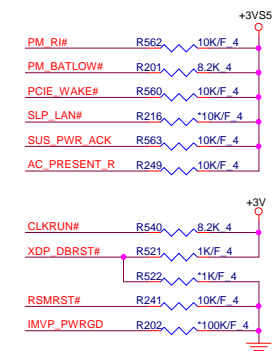 +3VS5
PM_RI# R562 10K/F_4
PM_BATLOW# R201 8.2K_4
PCIE_WAKE# R560 10K/F_4
SLP_LAN# R216 *10K/F_4
SUS_PWR_ACK R563 10K/F_4
AC_PRESENT_R R249 10K/F_4
+3V
CLKRUN# R540 8.2K_4
XDP_DBRST# R521 1K/F_4
R522 *1K/F_4
RSMRST# R241 10K/F_4
IMVP_PWRGD R202 *100K/F_4